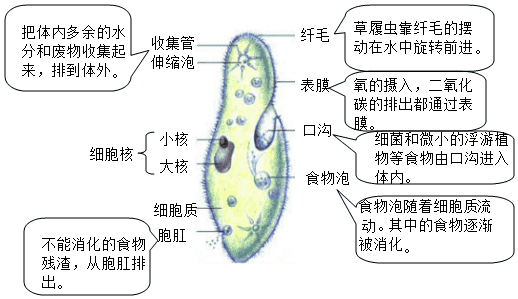 把体内多余的水
分和废物收集起
来，排到体外。
收集管
伸缩泡
小核
细胞核
大核
细胞质
胞肛
不能消化的食物
残渣，从胞肛排
出。
纤毛
草履虫靠纤毛的摆
动在水中旋转前进。
表膜
氧的摄入，二氧化
碳的排出都通过表
膜。
口沟
细菌和微小的浮游植
物等食物由口沟进入
体内。
食物泡
食物泡随着细胞质流
动。其中的食物逐渐
被消化。